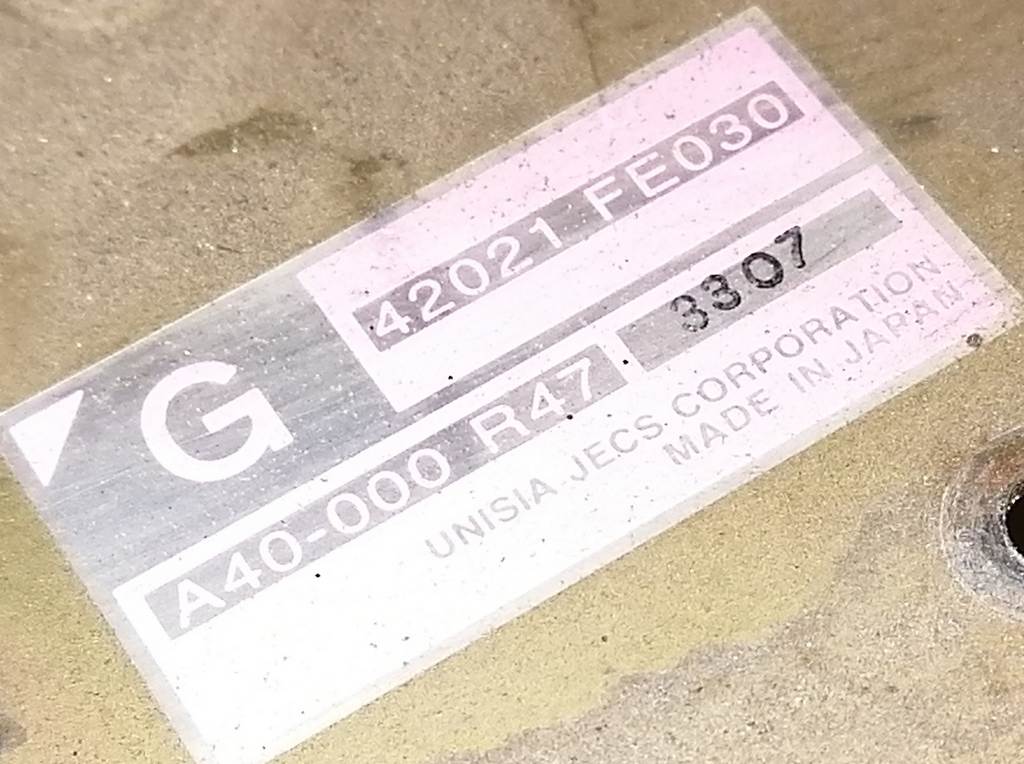 42021 FE030
G
A40-000 R47 3307
UNISIA JECS CORPORATION
MADE IN JAPAN